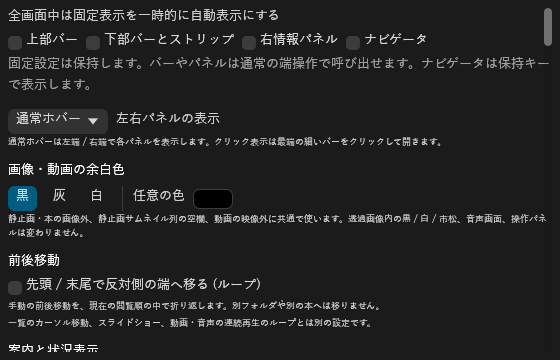 全画面中は固定表示を一時的に自動表示にする
上部バー 下部バーとストリップ 右情報パネル ナビゲータ
固定設定は保持します。バーやパネルは通常の端操作で呼び出せます。ナビゲータは保持キー
で表示します。
通常ホバー ▼ 左右パネルの表示
通常ホバーは左端 / 右端で各パネルを表示します。クリック表示は最端の細いバーをクリックして開きます。
画像・動画の余白色
黒 灰 白 任意の色
静止画・本の画像外、静止画サムネイル列の空欄、動画の映像外に共通で使います。透過画像内の黒 / 白 / 市松、音声画面、操作パネ
ルは変わりません。
前後移動
先頭 / 末尾で反対側の端へ移る (ループ)
手動の前後移動を、現在の閲覧順の中で折り返します。別フォルダや別の本へは移りません。
一覧のカーソル移動、スライドショー、動画・音声の連続再生のループとは別の設定です。
案内と状況表示